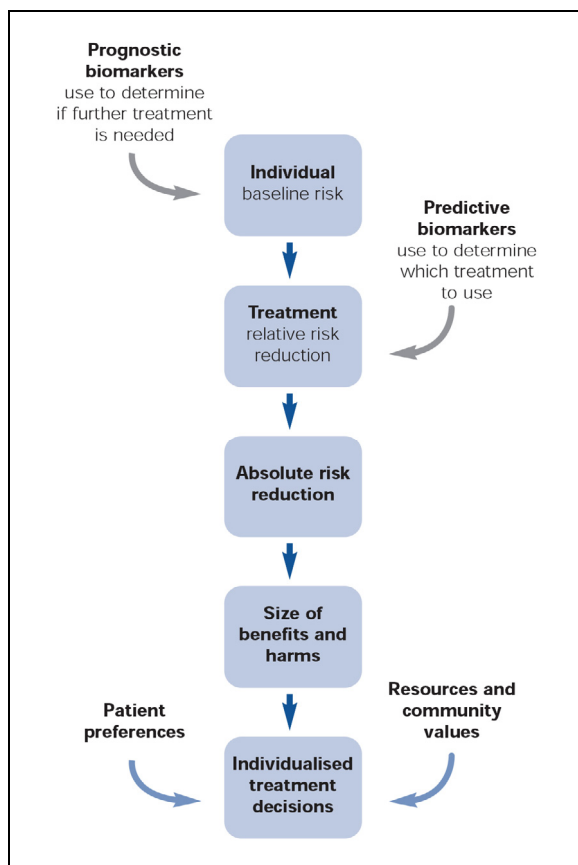 Prognostic
biomarkers
use to determine
if further treatment
is needed
Individual
baseline risk
Predictive
biomarkers
use to determine
which treatment
to use
Treatment
relative risk
reduction
Absolute risk
reduction
Size of
benefits and
harms
Patient
preferences
Resources and
community
values
Individualised
treatment
decisions